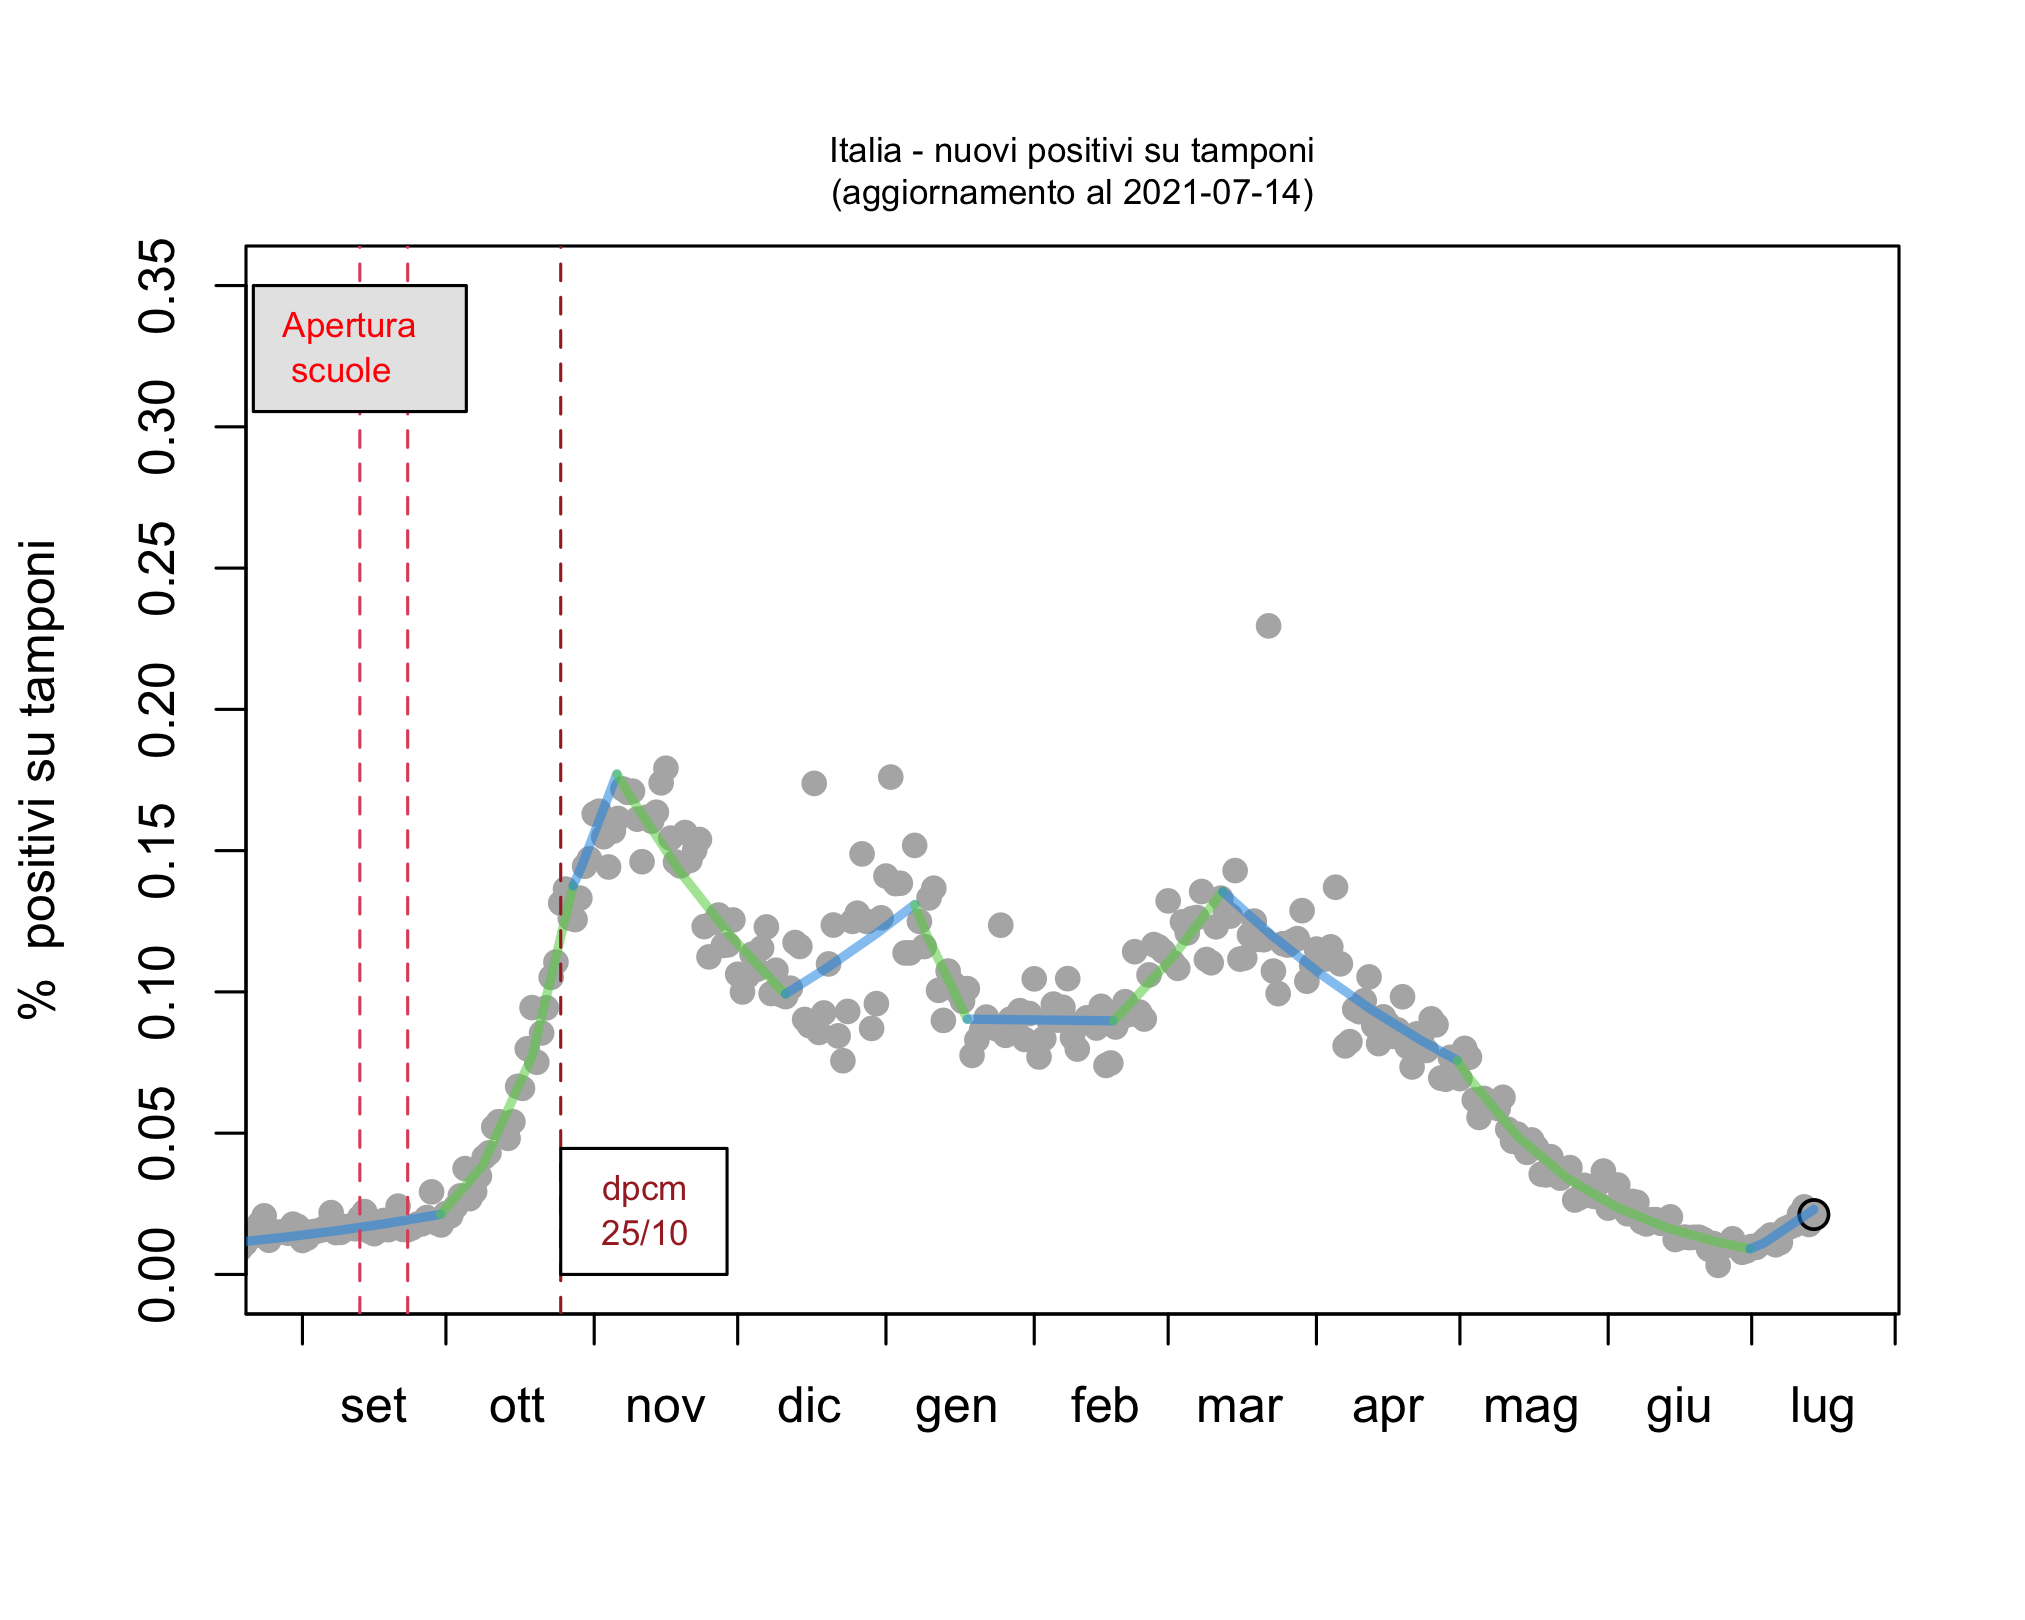 Italia - nuovi positivi su tamponi
(aggiornamento al 2021-07-14)
% positivi su tamponi
0.35
0.30
0.25
0.20
0.15
0.10
0.05
0.00
Apertura
scuole
dpcm
25/10
set ott nov dic gen feb mar apr mag giu lug